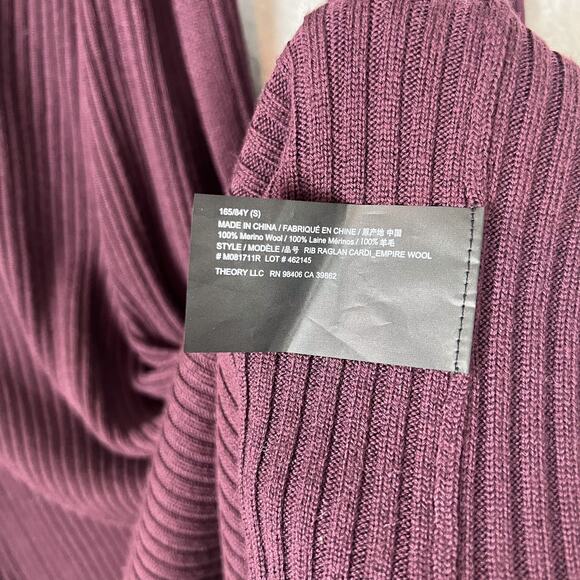 165/84Y (S)
MADE IN CHINA / FABRIQUÉ EN CHINE / 原产地 中国
100% Merino Wool / 100% Laine Mérinos / 100% 羊毛
STYLE / MODÈLE /品号 RIB RAGLAN CARDI_EMPIRE WOOL
# M081711R LOT # 462145
THEORY LLC RN 98406 CA 39862